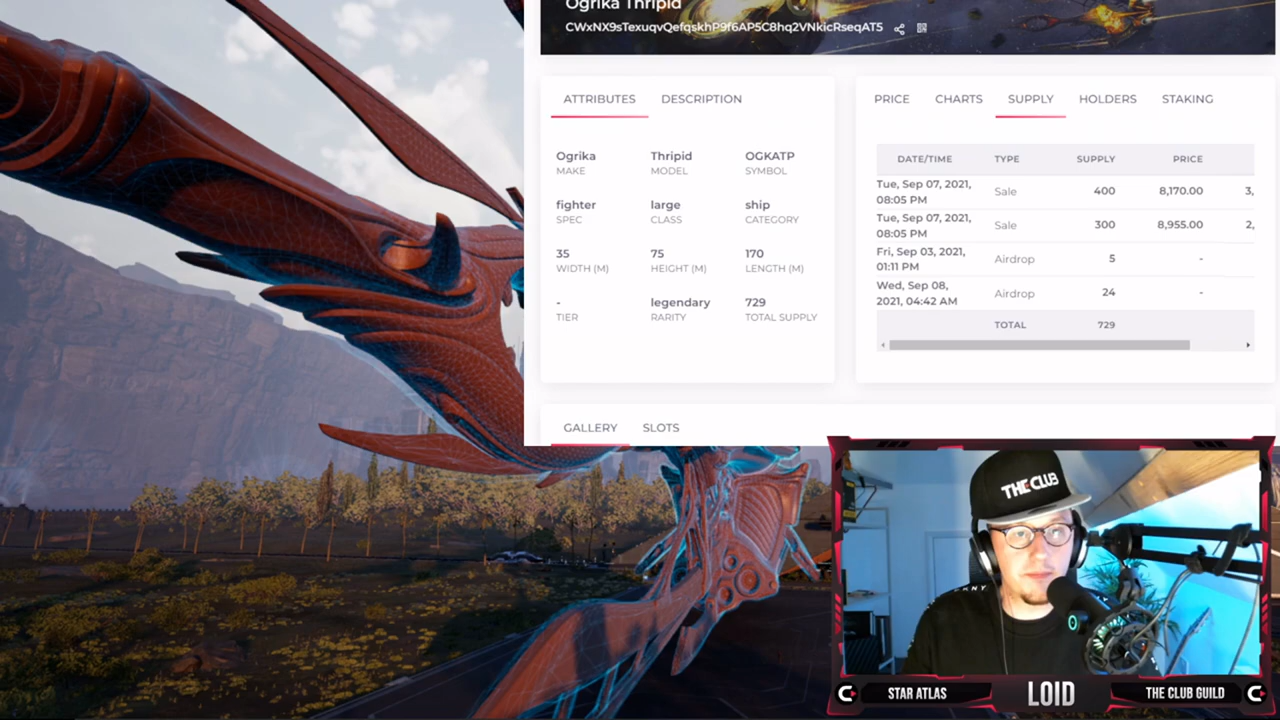 Ogrika Thripid
CWxNX9sTexuqvQefqskhP9f6AP5C8hq2VNkicRseqAT5
ATTRIBUTES DESCRIPTION
Ogrika Thripid OGKATP
MAKE MODEL SYMBOL
fighter large ship
SPEC CLASS CATEGORY
35 75 170
WIDTH (M) HEIGHT (M) LENGTH (M)
- legendary 729
TIER RARITY TOTAL SUPPLY
PRICE CHARTS SUPPLY HOLDERS STAKING
DATE/TIME TYPE SUPPLY PRICE
Tue, Sep 07, 2021,
08:05 PM Sale 400 8,170.00 3,
Tue, Sep 07, 2021,
08:05 PM Sale 300 8,955.00 2,
Fri, Sep 03, 2021,
01:11 PM Airdrop 5 -
Wed, Sep 08,
2021, 04:42 AM Airdrop 24 -
TOTAL 729
GALLERY SLOTS
THE CLUB
STAR ATLAS LOID THE CLUB GUILD